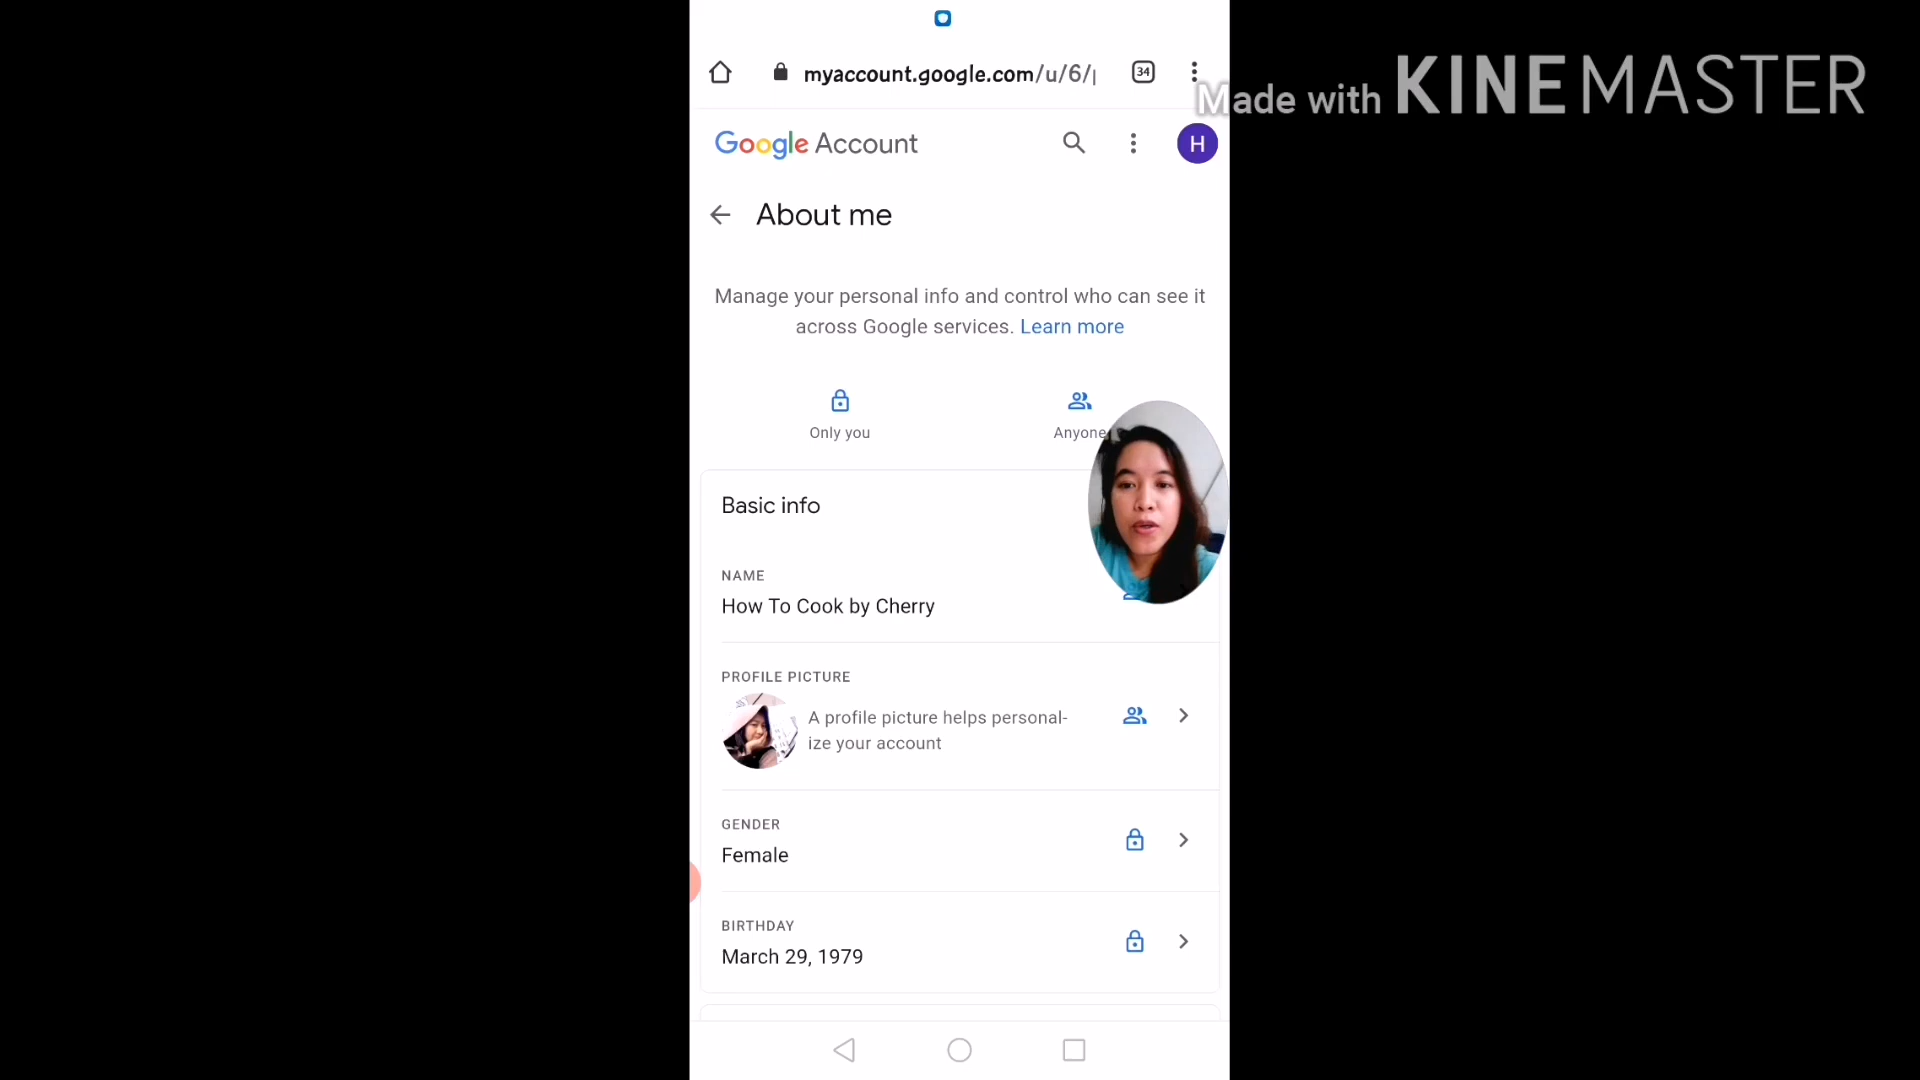 34
myaccount.google.com/u/6/
Made with KINEMASTER
Google Account
H
About me
Manage your personal info and control who can see it
across Google services. Learn more
Only you
Anyone
Basic info
NAME
How To Cook by Cherry
PROFILE PICTURE
A profile picture helps personal-
ize your account
GENDER
Female
BIRTHDAY
March 29, 1979